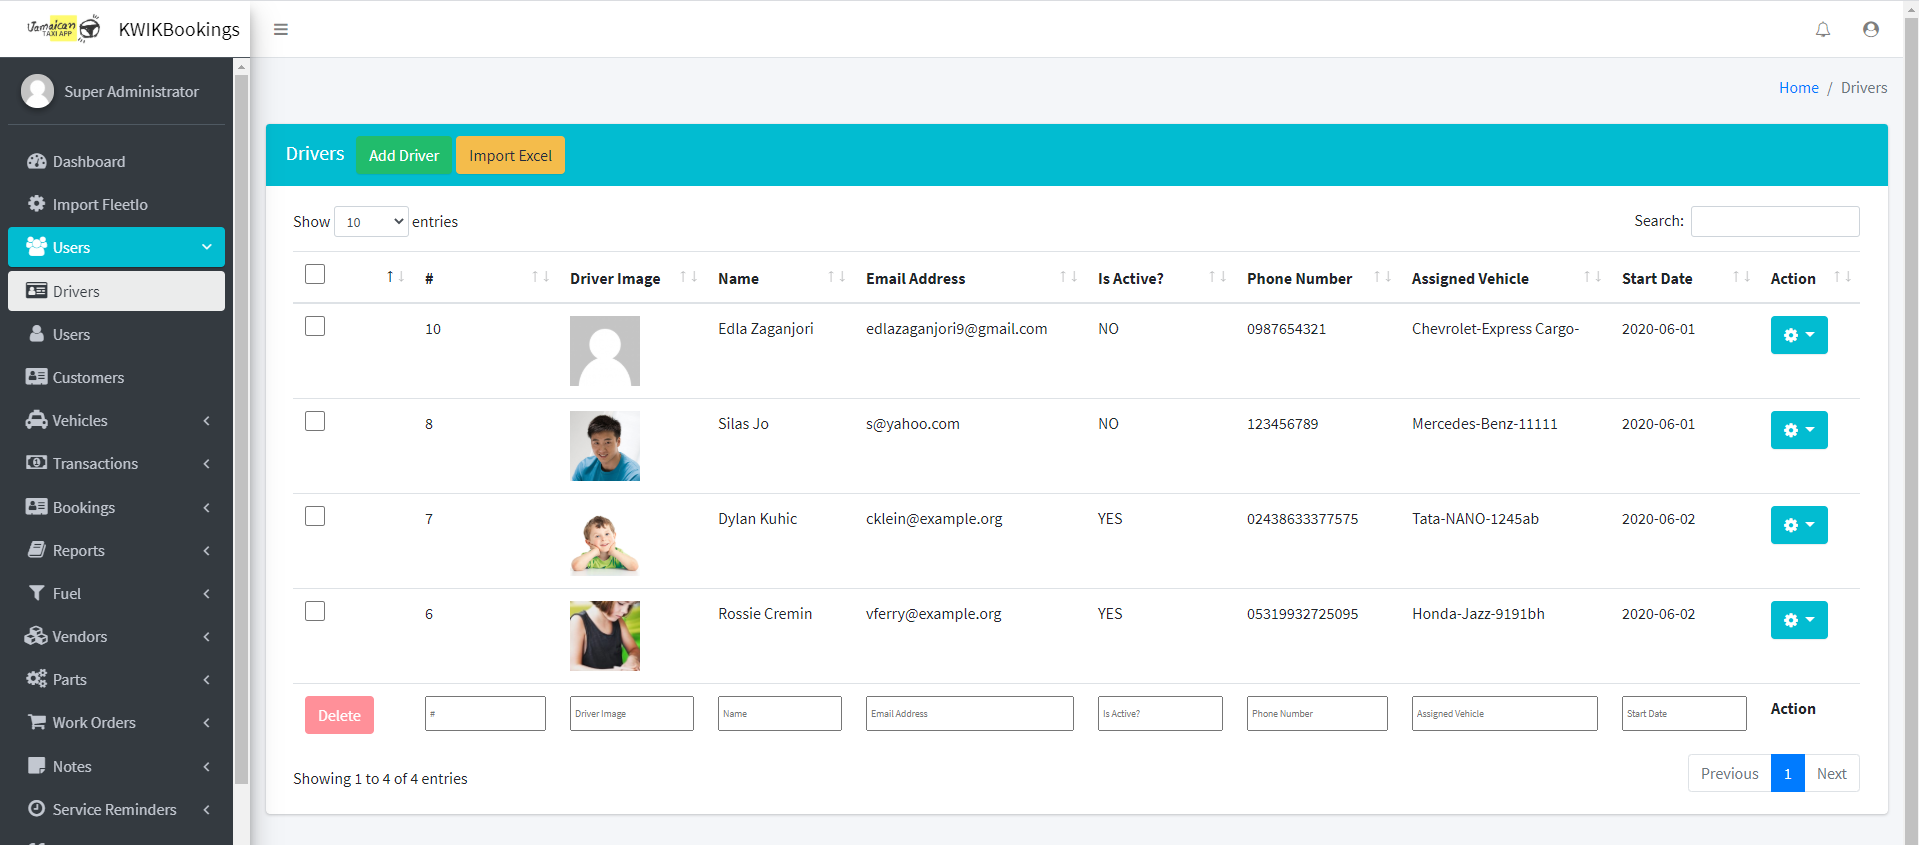 Jamaican
TAXI APP
KWIKBookings
Super Administrator
Home / Drivers
Dashboard
Import Fleetlo
Users
Drivers
Users
Customers
Vehicles
Transactions
Bookings
Reports
Fuel
Vendors
Parts
Work Orders
Notes
Service Reminders
Drivers Add Driver Import Excel
Show 10 entries Search:
# Driver Image Name Email Address Is Active? Phone Number Assigned Vehicle Start Date Action
10 Edla Zaganjori edlazaganjori9@gmail.com NO 0987654321 Chevrolet-Express Cargo- 2020-06-01
8 Silas Jo s@yahoo.com NO 123456789 Mercedes-Benz-11111 2020-06-01
7 Dylan Kuhic cklein@example.org YES 02438633377575 Tata-NANO-1245ab 2020-06-02
6 Rossie Cremin vferry@example.org YES 05319932725095 Honda-Jazz-9191bh 2020-06-02
Delete # Driver Image Name Email Address Is Active? Phone Number Assigned Vehicle Start Date Action
Showing 1 to 4 of 4 entries Previous 1 Next